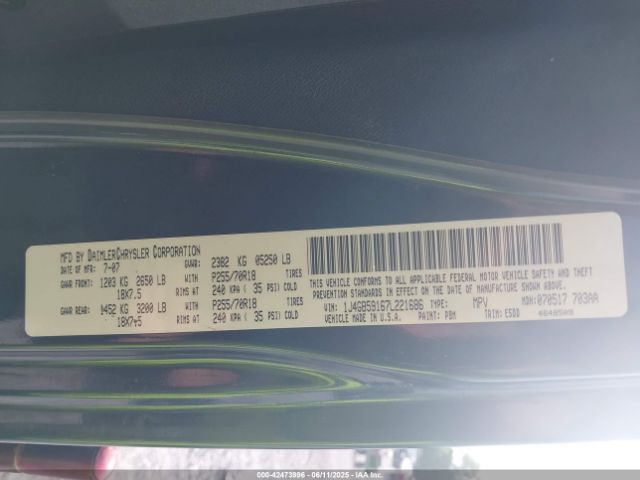 MFD BY DAIMLERCHRYSLER CORPORATION
DATE OF MFR: 7-07 GVWR: 2382 KG 05250 LB
GAWR FRONT: 1203 KG 2650 LB WITH P255/70R18 TIRES
18X7.5 RIMS AT 240 KPA ( 35 PSI) COLD
GAWR REAR: 1452 KG 3200 LB WITH P255/70R18 TIRES
18X7.5 RIMS AT 240 KPA ( 35 PSI) COLD
THIS VEHICLE CONFORMS TO ALL APPLICABLE FEDERAL MOTOR VEHICLE SAFETY AND THEFT
PREVENTION STANDARDS IN EFFECT ON THE DATE OF MANUFACTURE SHOWN ABOVE.
VIN: 1J4GB59167L221686 TYPE: MPV MDH: 070517 703AA
VEHICLE MADE IN U.S.A. PAINT: PBM TRIM: E5DD 4648509
000-42473996 - 06/11/2025 - IAA Inc.